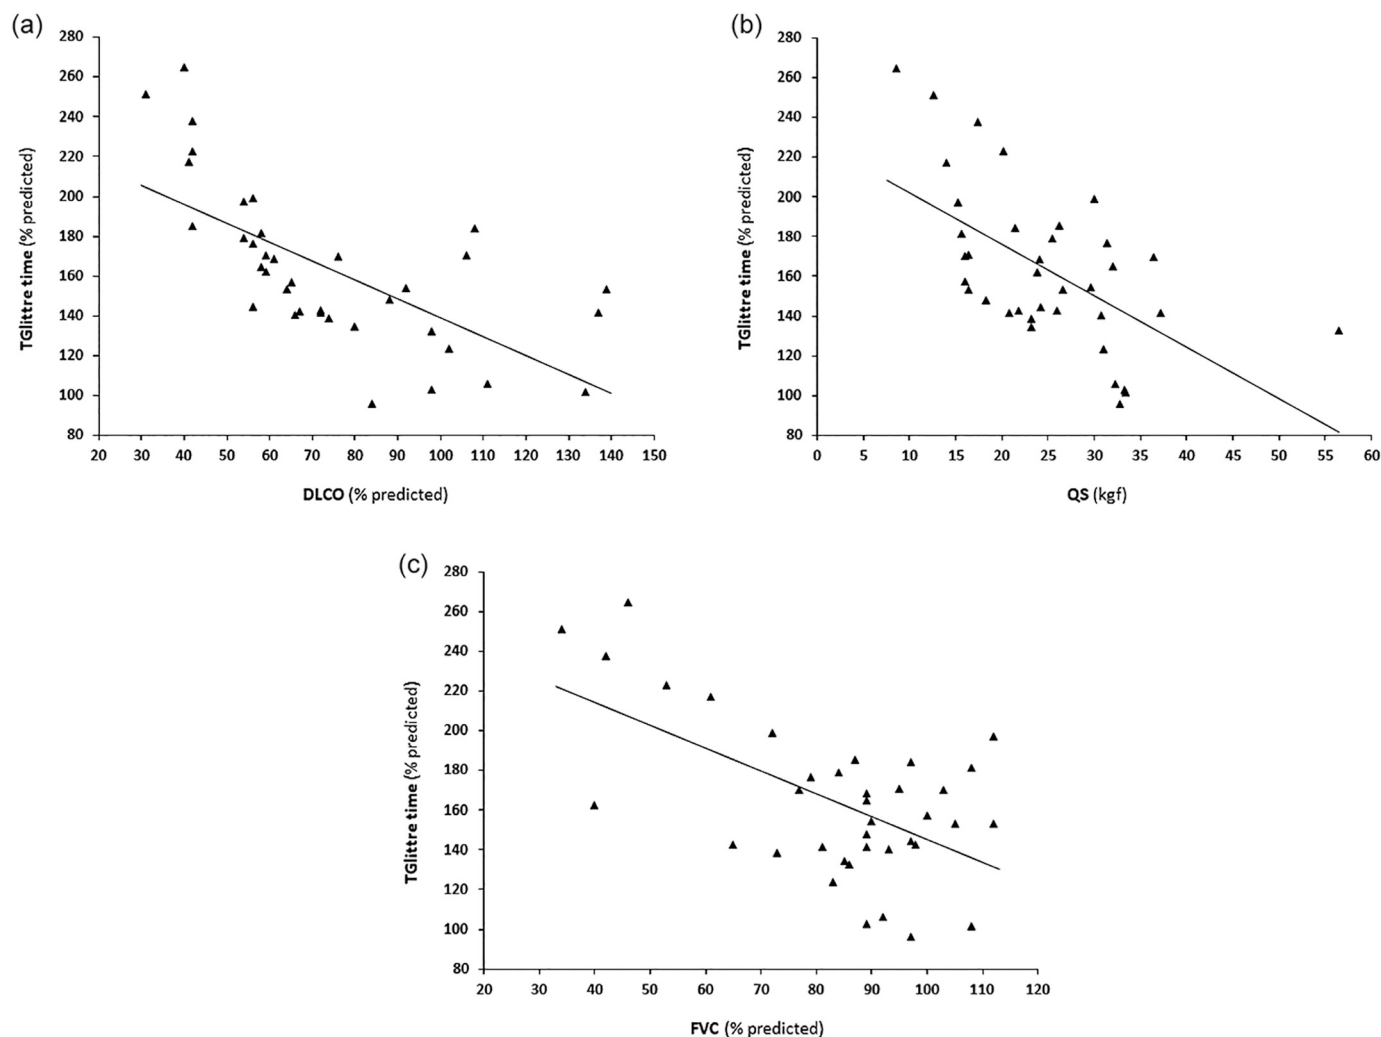 (a)
280
260
240
220
200
180
160
140
120
100
80
TGlittre time (% predicted)
20 30 40 50 60 70 80 90 100 110 120 130 140 150
DLCO (% predicted)
(b)
280
260
240
220
200
180
160
140
120
100
80
TGlittre time (% predicted)
0 5 10 15 20 25 30 35 40 45 50 55 60
QS (kgf)
(c)
280
260
240
220
200
180
160
140
120
100
80
TGlittre time (% predicted)
20 30 40 50 60 70 80 90 100 110 120
FVC (% predicted)